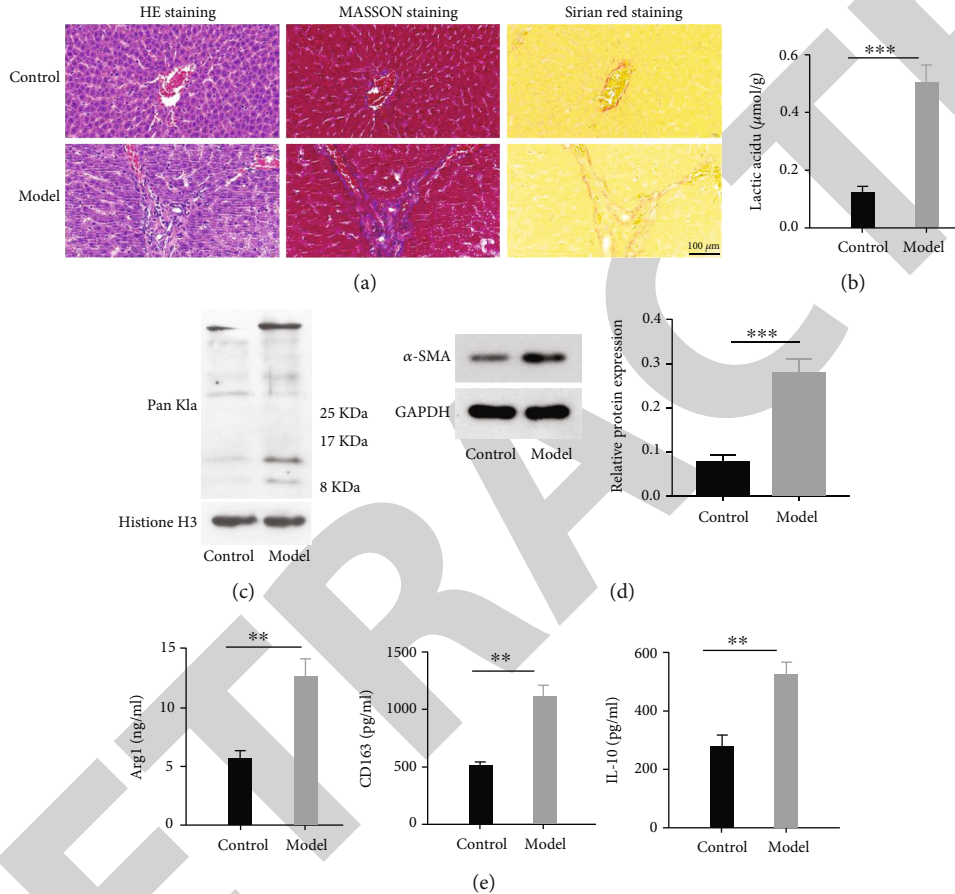 HE staining
MASSON staining
Sirian red staining
Control
Model
100 μm
(a)
0.6
0.4
0.2
0.0
Lactic acidu (μmol/g)
***
Control
Model
(b)
Pan Kla
25 KDa
17 KDa
8 KDa
Histione H3
Control
Model
(c)
α-SMA
GAPDH
Control
Model
0.4
0.3
0.2
0.1
0.0
Relative protein expression
***
Control
Model
(d)
15
10
5
0
Arg1 (ng/ml)
**
Control
Model
1500
1000
500
0
CD163 (pg/ml)
**
Control
Model
600
400
200
0
IL-10 (pg/ml)
**
Control
Model
(e)
ETRACTE